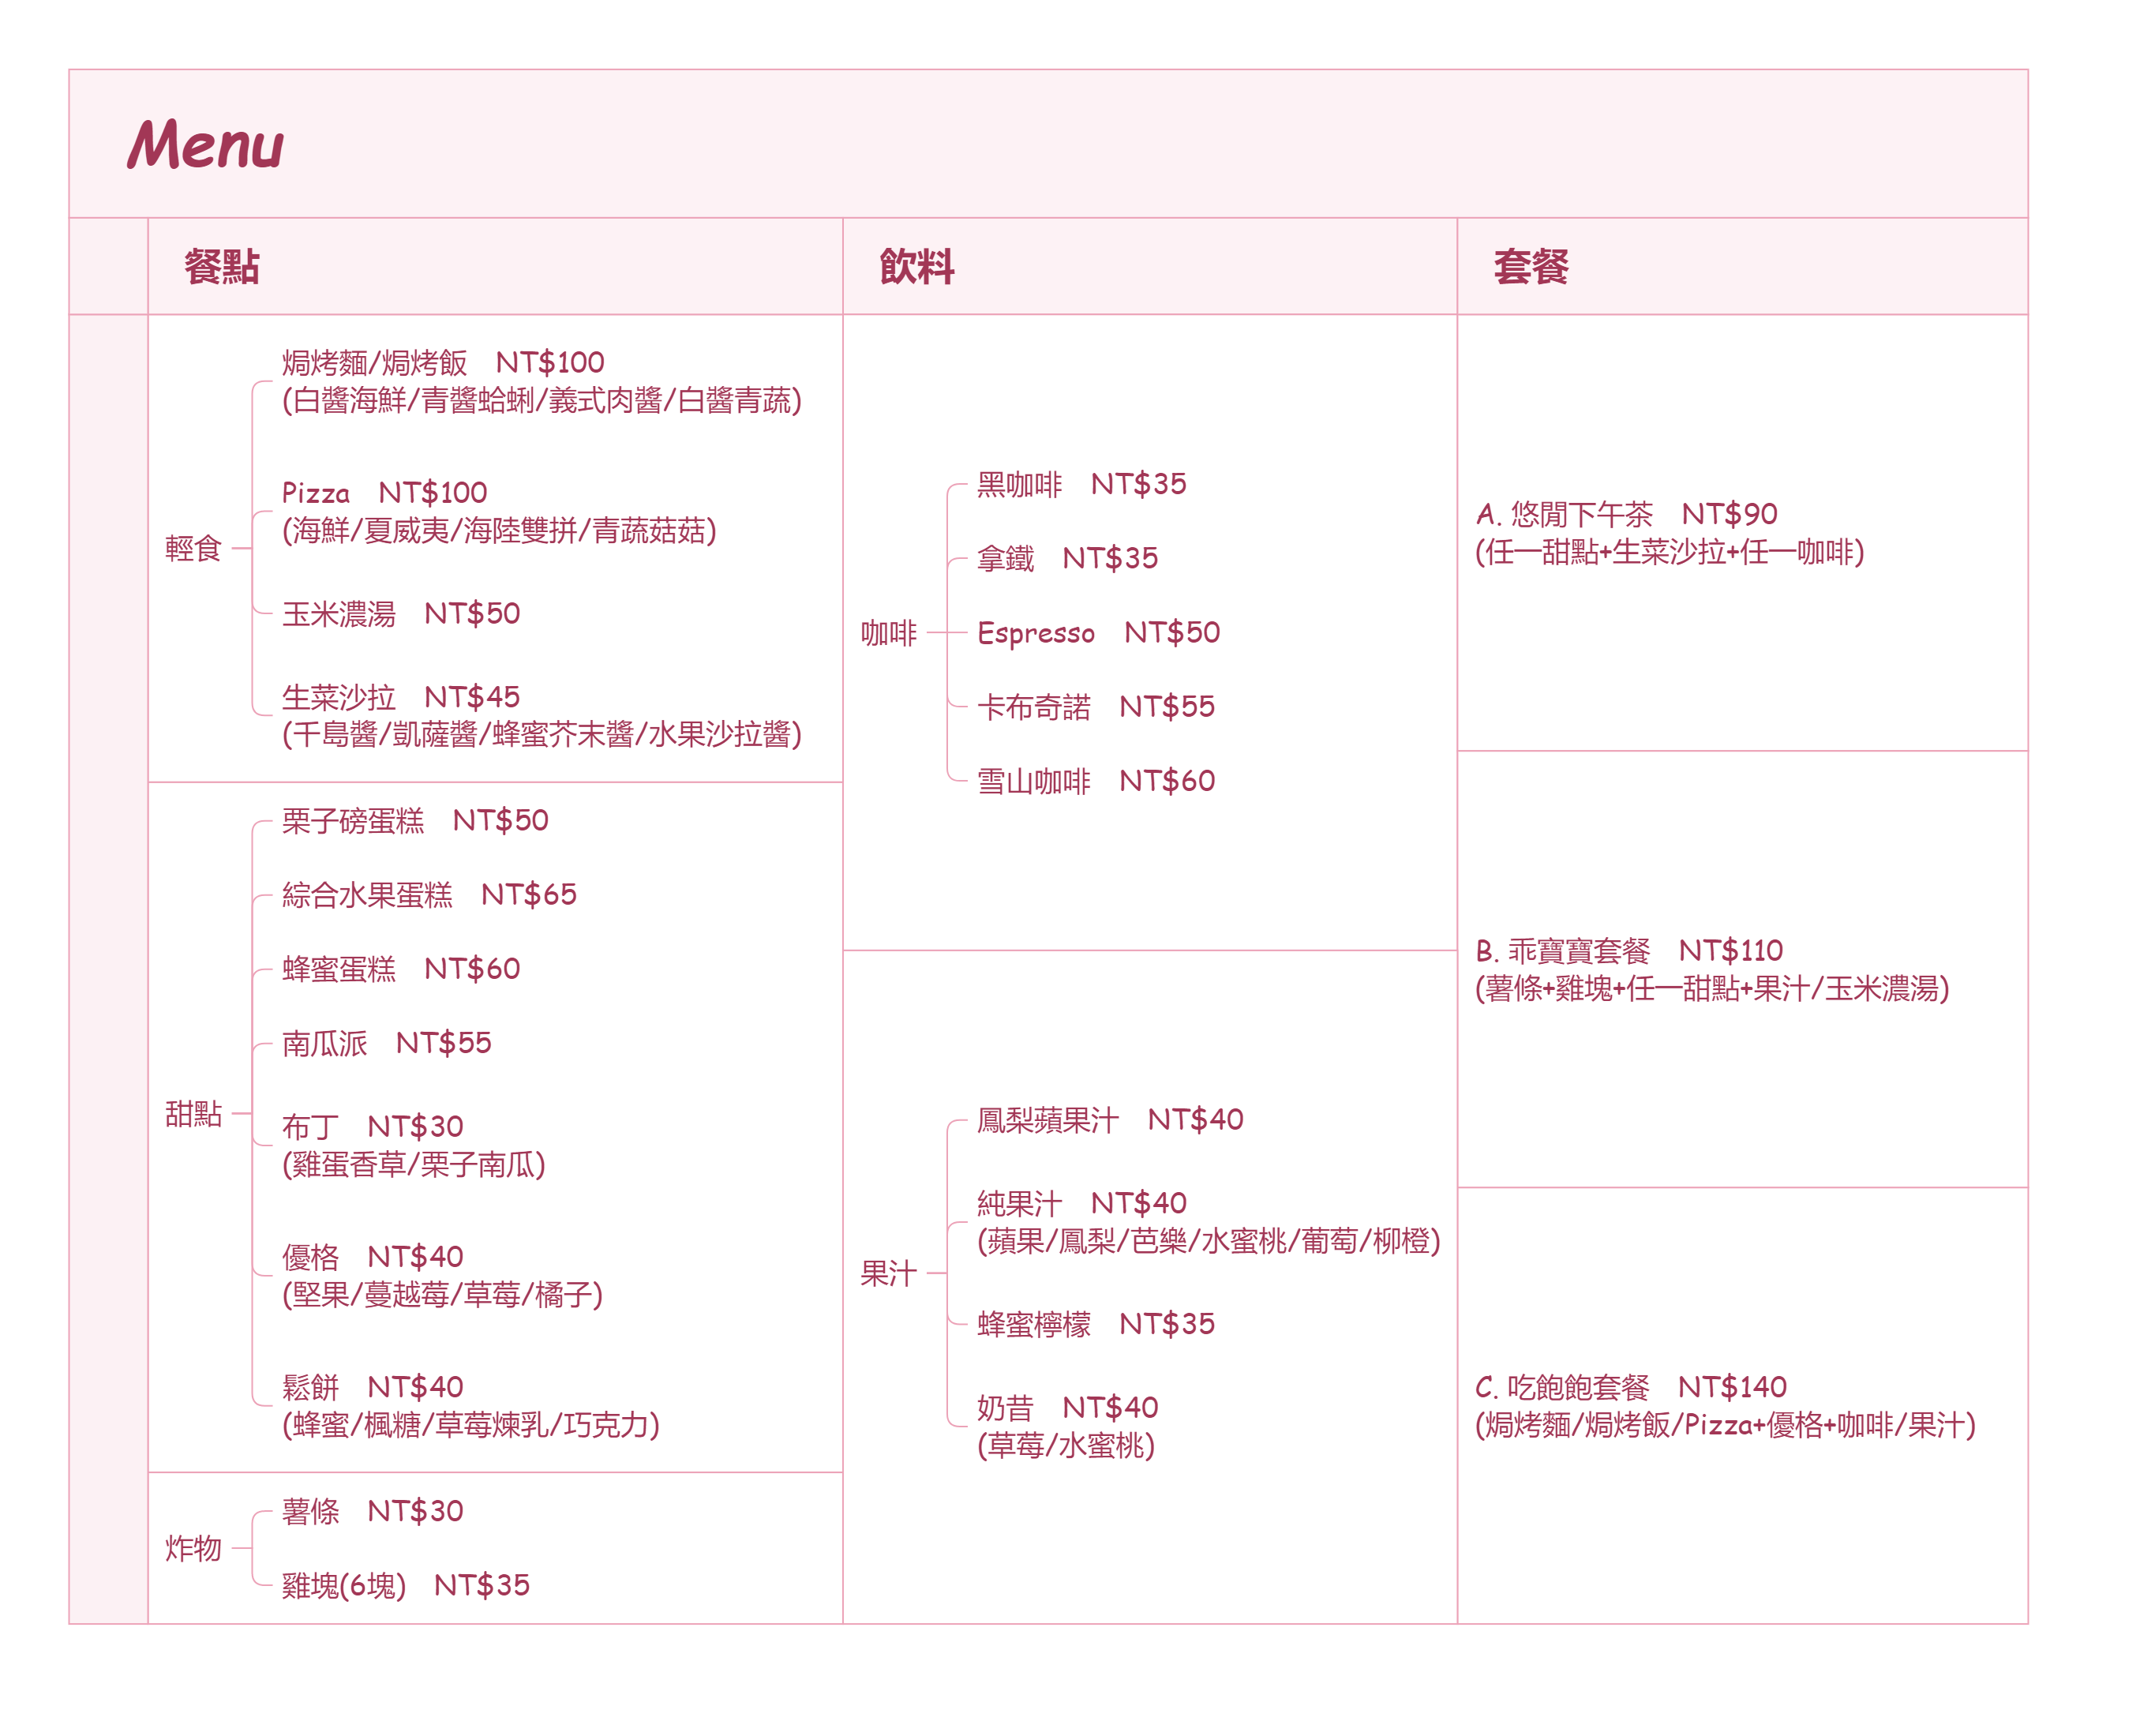 Menu
餐點
輕食
焗烤麵/焗烤飯 NT$100
(白醬海鮮/青醬蛤蜊/義式肉醬/白醬青蔬)
Pizza NT$100
(海鮮/夏威夷/海陸雙拼/青蔬菇菇)
玉米濃湯 NT$50
生菜沙拉 NT$45
(千島醬/凱薩醬/蜂蜜芥末醬/水果沙拉醬)
甜點
栗子磅蛋糕 NT$50
綜合水果蛋糕 NT$65
蜂蜜蛋糕 NT$60
南瓜派 NT$55
布丁 NT$30
(雞蛋香草/栗子南瓜)
優格 NT$40
(堅果/蔓越莓/草莓/橘子)
鬆餅 NT$40
(蜂蜜/楓糖/草莓煉乳/巧克力)
炸物
薯條 NT$30
雞塊(6塊) NT$35
飲料
咖啡
黑咖啡 NT$35
拿鐵 NT$35
Espresso NT$50
卡布奇諾 NT$55
雪山咖啡 NT$60
果汁
鳳梨蘋果汁 NT$40
純果汁 NT$40
(蘋果/鳳梨/芭樂/水蜜桃/葡萄/柳橙)
蜂蜜檸檬 NT$35
奶昔 NT$40
(草莓/水蜜桃)
套餐
A. 悠閒下午茶 NT$90
(任一甜點+生菜沙拉+任一咖啡)
B. 乖寶寶套餐 NT$110
(薯條+雞塊+任一甜點+果汁/玉米濃湯)
C. 吃飽飽套餐 NT$140
(焗烤麵/焗烤飯/Pizza+優格+咖啡/果汁)